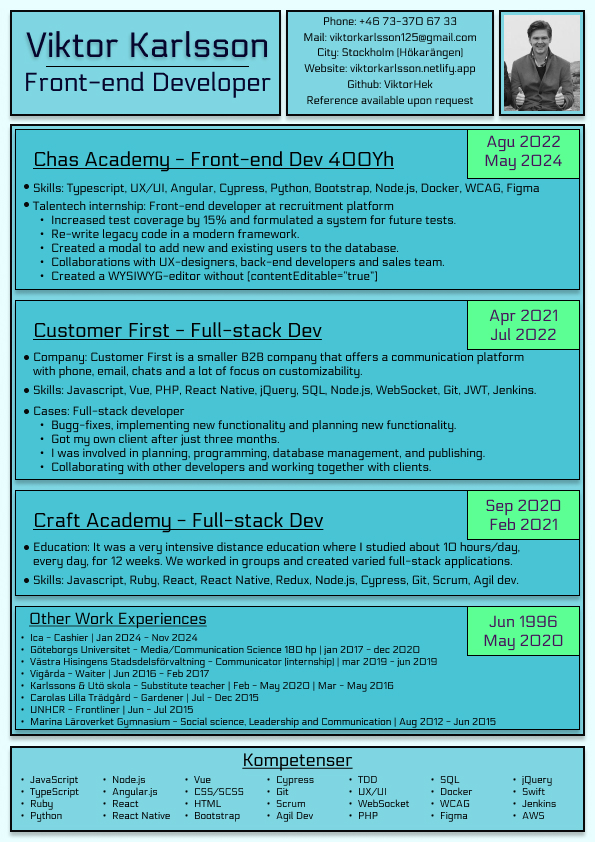 Viktor Karlsson
Front-end Developer
Phone: +46 73-370 67 33
Mail: viktorkarlsson125@gmail.com
City: Stockholm (Hökarängen)
Website: viktorkarlsson.netlify.app
Github: ViktorHek
Reference available upon request
Chas Academy - Front-end Dev 400Yh
Agu 2022
May 2024
• Skills: Typescript, UX/UI, Angular, Cypress, Python, Bootstrap, Node.js, Docker, WCAG, Figma
• Talentech internship: Front-end developer at recruitment platform
• Increased test coverage by 15% and formulated a system for future tests.
• Re-write legacy code in a modern framework.
• Created a modal to add new and existing users to the database.
• Collaborations with UX-designers, back-end developers and sales team.
• Created a WYSIWYG-editor without [contentEditable="true"]
Customer First - Full-stack Dev
Apr 2021
Jul 2022
• Company: Customer First is a smaller B2B company that offers a communication platform
with phone, email, chats and a lot of focus on customizability.
• Skills: Javascript, Vue, PHP, React Native, jQuery, SQL, Node.js, WebSocket, Git, JWT, Jenkins.
• Cases: Full-stack developer
• Bugg-fixes, implementing new functionality and planning new functionality.
• Got my own client after just three months.
• I was involved in planning, programming, database management, and publishing.
• Collaborating with other developers and working together with clients.
Craft Academy - Full-stack Dev
Sep 2020
Feb 2021
• Education: It was a very intensive distance education where I studied about 10 hours/day,
every day, for 12 weeks. We worked in groups and created varied full-stack applications.
• Skills: Javascript, Ruby, React, React Native, Redux, Node.js, Cypress, Git, Scrum, Agil dev.
Other Work Experiences
Jun 1996
May 2020
• Ica - Cashier | Jan 2024 - Nov 2024
• Göteborgs Universitet - Media/Communication Science 180 hp | jan 2017 - dec 2020
• Västra Hisingens Stadsdelsförvaltning - Communicator (internship) | mar 2019 - jun 2019
• Vigårda - Waiter | Jun 2016 - Feb 2017
• Karlssons & Utö skola - Substitute teacher | Feb - May 2020 | Mar - May 2016
• Carolas Lilla Trädgård - Gardener | Jul - Dec 2015
• UNHCR - Frontliner | Jun - Jul 2015
• Marina Läroverket Gymnasium - Social science, Leadership and Communication | Aug 2012 - Jun 2015
Kompetenser
• JavaScript • Node.js • Vue • Cypress • TDD • SQL • jQuery
• TypeScript • Angular.js • CSS/SCSS • Git • UX/UI • Docker • Swift
• Ruby • React • HTML • Scrum • WebSocket • WCAG • Jenkins
• Python • React Native • Bootstrap • Agil Dev • PHP • Figma • AWS